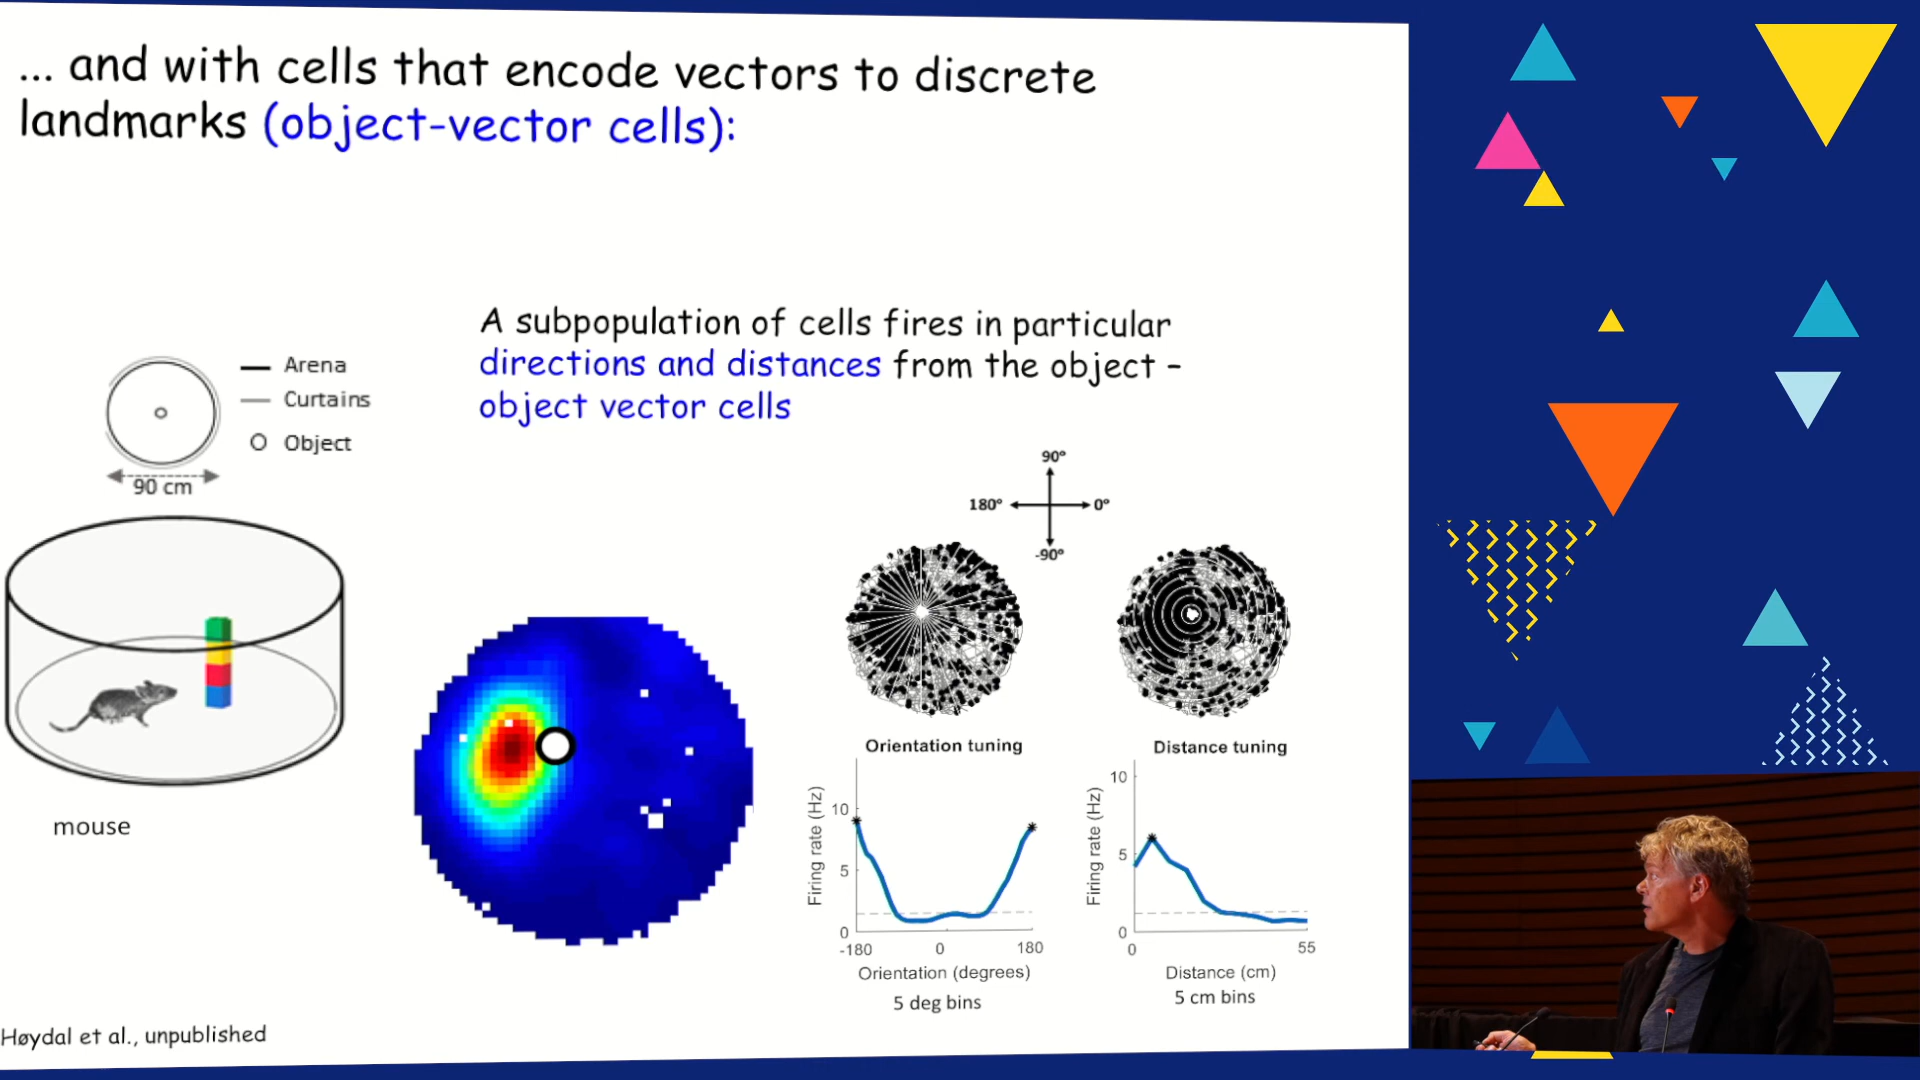 ... and with cells that encode vectors to discrete
landmarks (object-vector cells):
A subpopulation of cells fires in particular
directions and distances from the object –
object vector cells
Arena
Curtains
Object
90 cm
mouse
90°
180°
0°
-90°
Orientation tuning
Firing rate (Hz)
10
5
0
-180
0
180
Orientation (degrees)
5 deg bins
Distance tuning
Firing rate (Hz)
10
5
0
0
55
Distance (cm)
5 cm bins
Høydal et al., unpublished